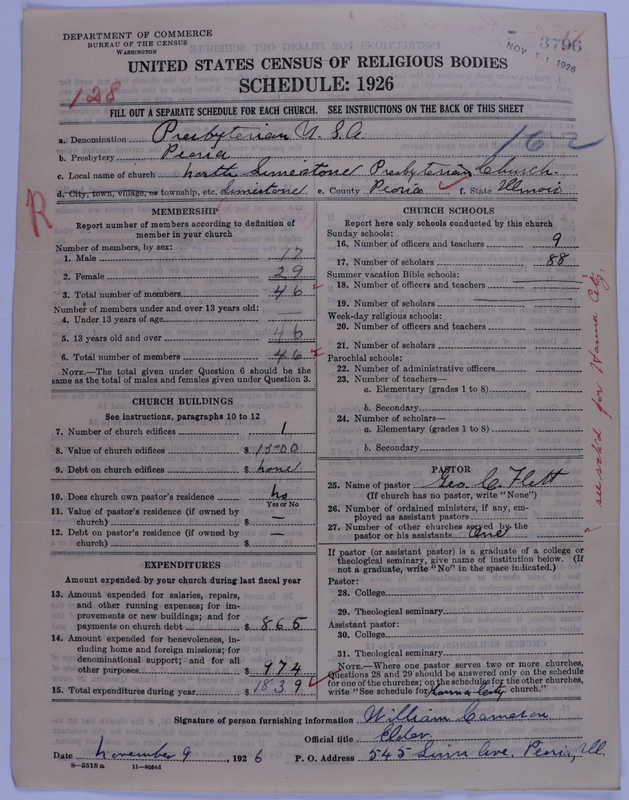 DEPARTMENT OF COMMERCE
BUREAU OF THE CENSUS
WASHINGTON
3796
NOV 11 1926
UNITED STATES CENSUS OF RELIGIOUS BODIES
SCHEDULE: 1926
128
FILL OUT A SEPARATE SCHEDULE FOR EACH CHURCH. SEE INSTRUCTIONS ON THE BACK OF THIS SHEET
a. Denomination Presbyterian U.S.A.
162
b. Presbytery Peoria
c. Local name of church North Limestone Presbyterian Church
d. City, town, village, or township, etc. Limestone e. County Peoria f. State Illinois
R
MEMBERSHIP
Report number of members according to definition of member in your church
Number of members, by sex:
1. Male 17
2. Female 29
3. Total number of members 46
Number of members under and over 13 years old:
4. Under 13 years of age
5. 13 years old and over 46
6. Total number of members 46
NOTE.—The total given under Question 6 should be the same as the total of males and females given under Question 3.
CHURCH BUILDINGS
See instructions, paragraphs 10 to 12
7. Number of church edifices 1
8. Value of church edifices $ 1500
9. Debt on church edifices $ none
10. Does church own pastor's residence no
Yes or No
11. Value of pastor's residence (if owned by church) $ —
12. Debt on pastor's residence (if owned by church) $ —
EXPENDITURES
Amount expended by your church during last fiscal year
13. Amount expended for salaries, repairs, and other running expenses; for improvements or new buildings; and for payments on church debt $ 865
14. Amount expended for benevolences, including home and foreign missions; for denominational support; and for all other purposes $ 974
15. Total expenditures during year $ 1839
CHURCH SCHOOLS
Report here only schools conducted by this church
Sunday schools:
16. Number of officers and teachers 9
17. Number of scholars 88
Summer vacation Bible schools:
18. Number of officers and teachers
19. Number of scholars
Week-day religious schools:
20. Number of officers and teachers
21. Number of scholars
Parochial schools:
22. Number of administrative officers
23. Number of teachers—
a. Elementary (grades 1 to 8)
b. Secondary
24. Number of scholars—
a. Elementary (grades 1 to 8)
b. Secondary
PASTOR
25. Name of pastor Geo. C. Flett
(If church has no pastor, write "None")
26. Number of ordained ministers, if any, employed as assistant pastors
27. Number of other churches served by the pastor or his assistants One
If pastor (or assistant pastor) is a graduate of a college or theological seminary, give name of institution below. (If not a graduate, write "No" in the space indicated.)
Pastor:
28. College
29. Theological seminary
Assistant pastor:
30. College
31. Theological seminary
NOTE.—Where one pastor serves two or more churches, Questions 28 and 29 should be answered only on the schedule for one of the churches; on the schedules for the other churches, write "See schedule for Hanna City church."
see sch'd for Hanna City
Signature of person furnishing information William Cameron
Official title Elder
Date November 9, 1926 P. O. Address 545 Ave. Peoria, Ill.
8—5518 a 11—9056d